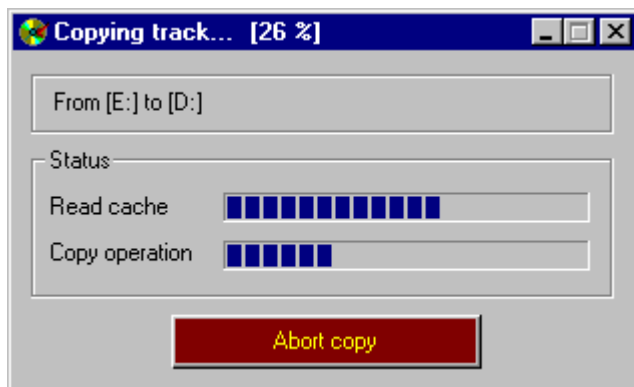 Copying track... [26 %]
From [E:] to [D:]
Status
Read cache
Copy operation
Abort copy